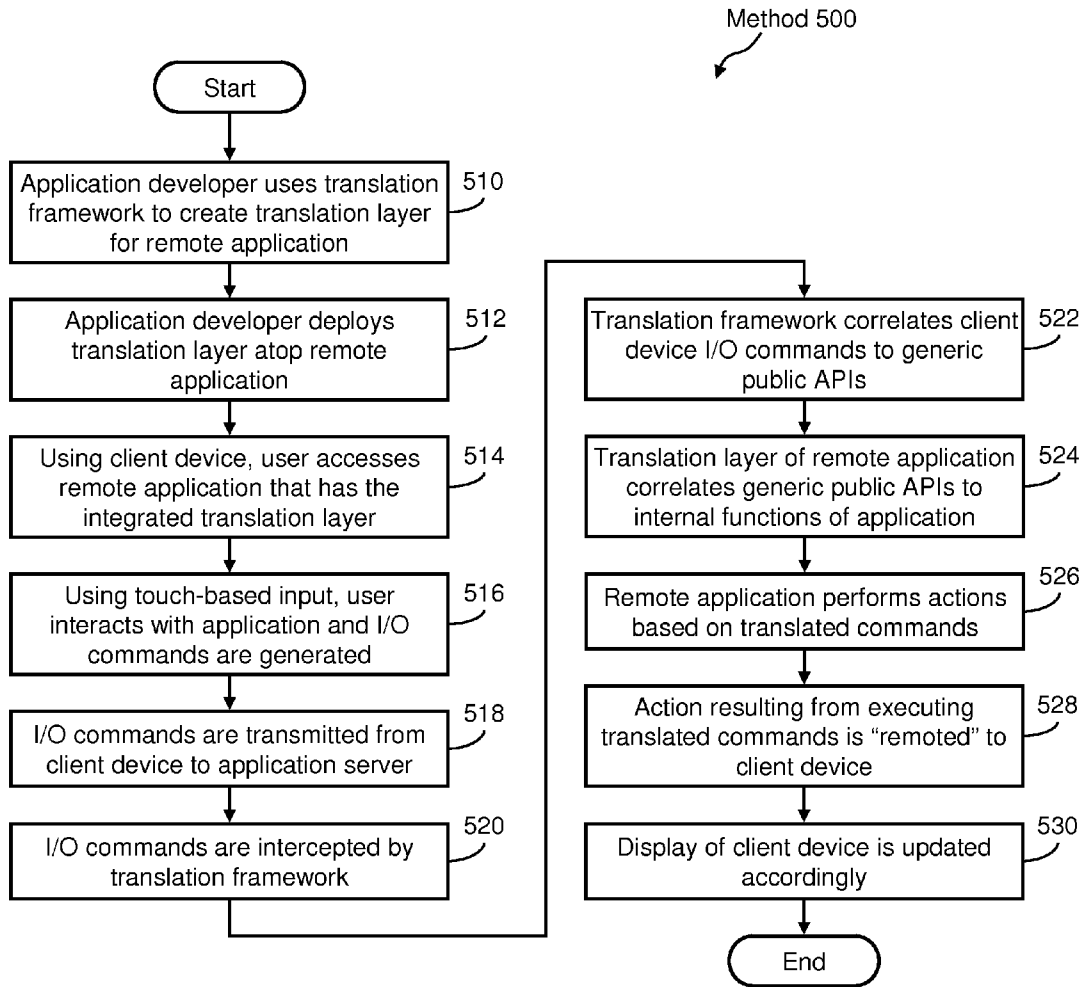 Method 500
Start
Application developer uses translation
framework to create translation layer
for remote application
510
Application developer deploys
translation layer atop remote
application
512
Using client device, user accesses
remote application that has the
integrated translation layer
514
Using touch-based input, user
interacts with application and I/O
commands are generated
516
I/O commands are transmitted from
client device to application server
518
I/O commands are intercepted by
translation framework
520
Translation framework correlates client
device I/O commands to generic
public APIs
522
Translation layer of remote application
correlates generic public APIs to
internal functions of application
524
Remote application performs actions
based on translated commands
526
Action resulting from executing
translated commands is “remoted” to
client device
528
Display of client device is updated
accordingly
530
End